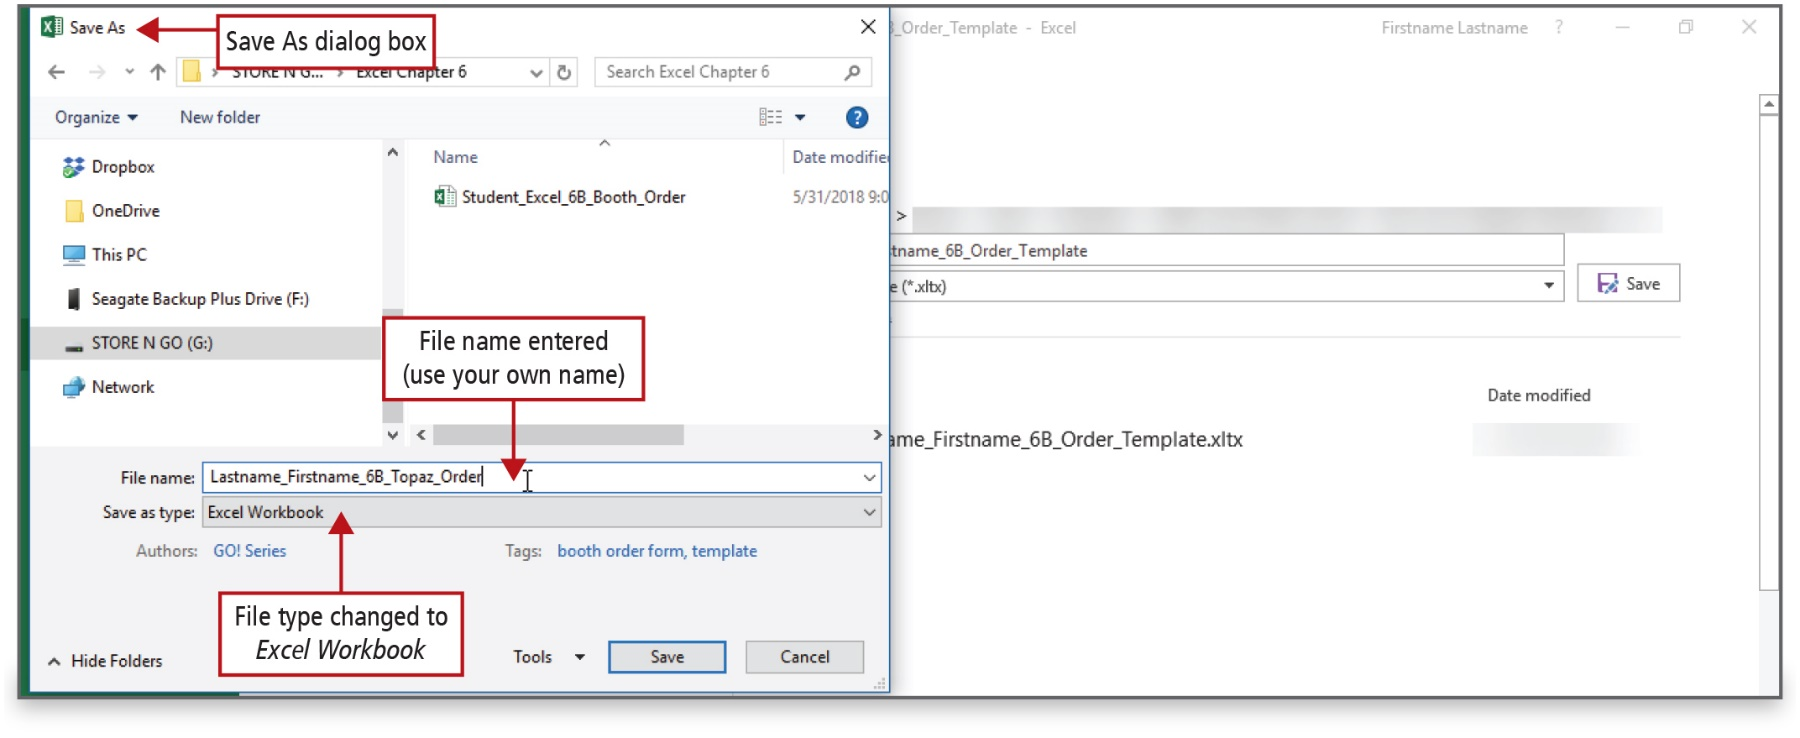 Save As
Save As dialog box
STORE N G... > Excel Chapter 6
Search Excel Chapter 6
Organize
New folder
Name
Date modified
Dropbox
OneDrive
This PC
Seagate Backup Plus Drive (F:)
STORE N GO (G:)
Network
Student_Excel_6B_Booth_Order
5/31/2018 9:0
File name entered
(use your own name)
File name:
Lastname_Firstname_6B_Topaz_Order
Save as type:
Excel Workbook
Authors:
GO! Series
Tags:
booth order form, template
File type changed to
Excel Workbook
Hide Folders
Tools
Save
Cancel
B_Order_Template - Excel
Firstname Lastname
?
>
tname_6B_Order_Template
e (*.xltx)
Save
Date modified
ame_Firstname_6B_Order_Template.xltx